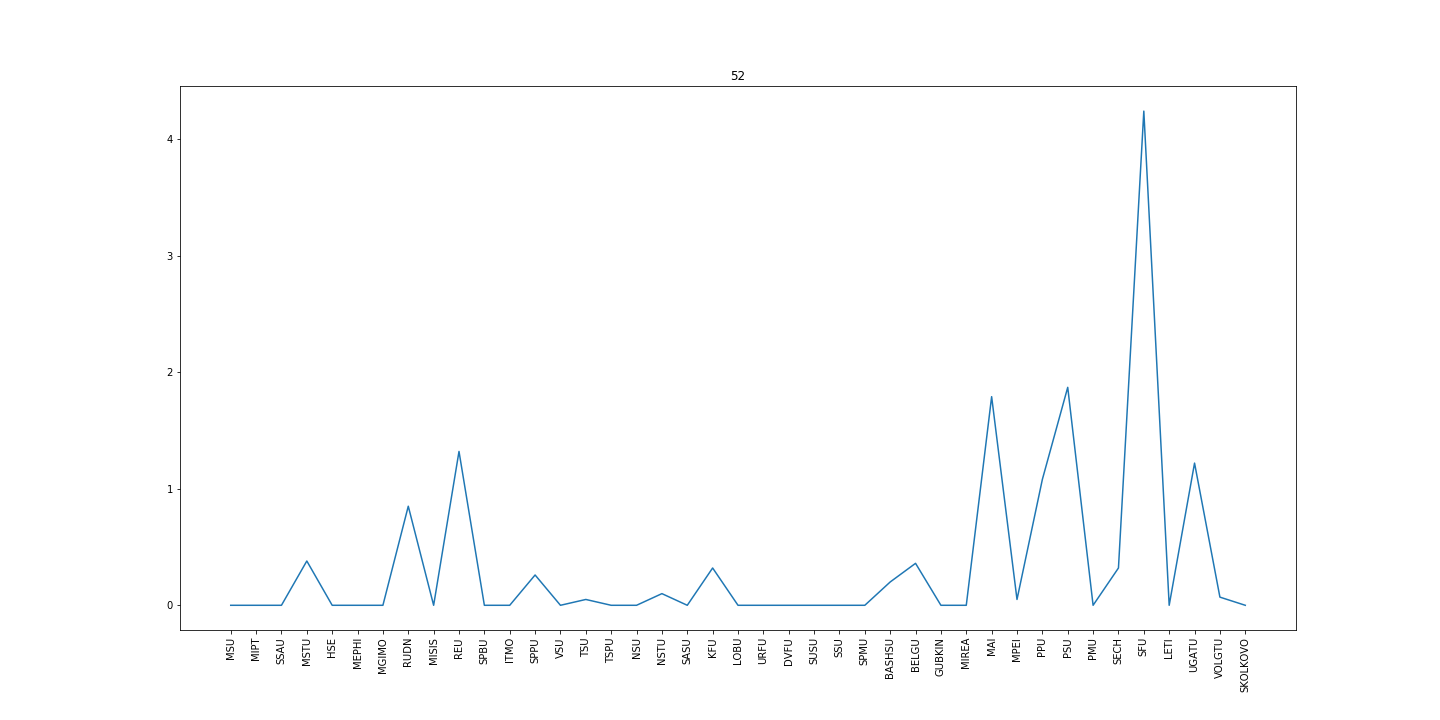 52
4
3
2
1
0
MSU
MIPT
SSAU
MSTU
HSE
MEPHI
MGIMO
RUDN
MISIS
REU
SPBU
ITMO
SPPU
VSU
TSU
TSPU
NSU
NSTU
SASU
KFU
LOBU
URFU
DVFU
SUSU
SSU
SPMU
BASHSU
BELGU
GUBKIN
MIREA
MAI
MPEI
PPU
PSU
PMU
SECH
SFU
LETI
UGATU
VOLGTU
SKOLKOVO